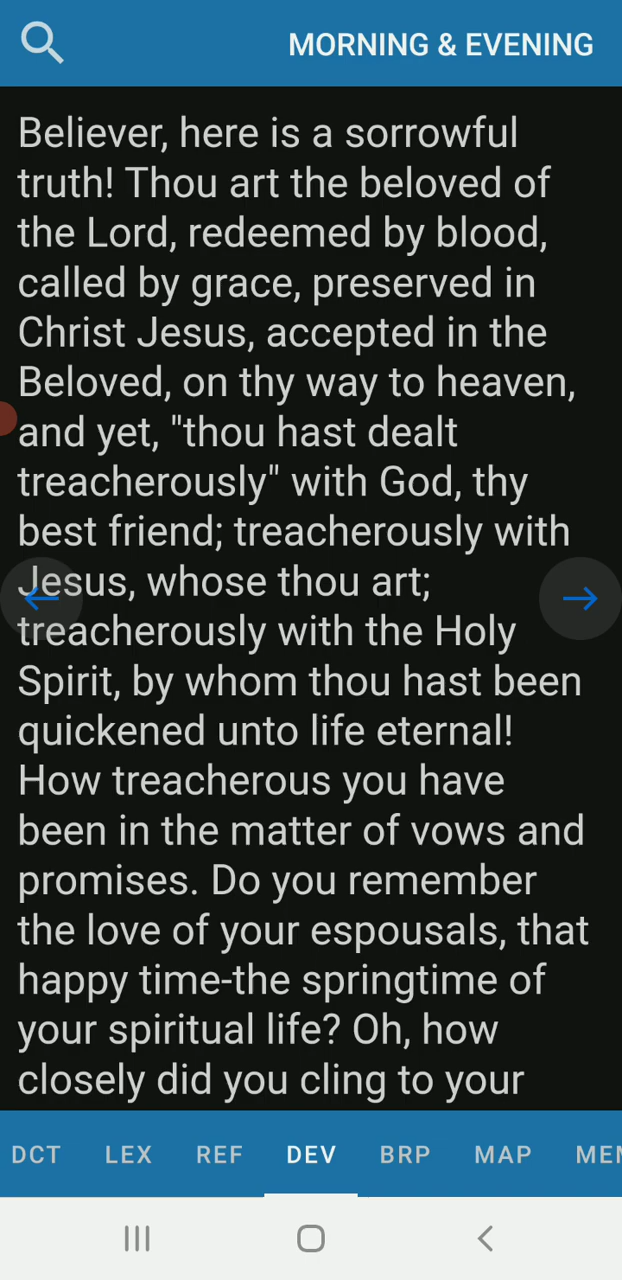 MORNING & EVENING
Believer, here is a sorrowful
truth! Thou art the beloved of
the Lord, redeemed by blood,
called by grace, preserved in
Christ Jesus, accepted in the
Beloved, on thy way to heaven,
and yet, "thou hast dealt
treacherously" with God, thy
best friend; treacherously with
Jesus, whose thou art;
treacherously with the Holy
Spirit, by whom thou hast been
quickened unto life eternal!
How treacherous you have
been in the matter of vows and
promises. Do you remember
the love of your espousals, that
happy time-the springtime of
your spiritual life? Oh, how
closely did you cling to your
DCT LEX REF DEV BRP MAP